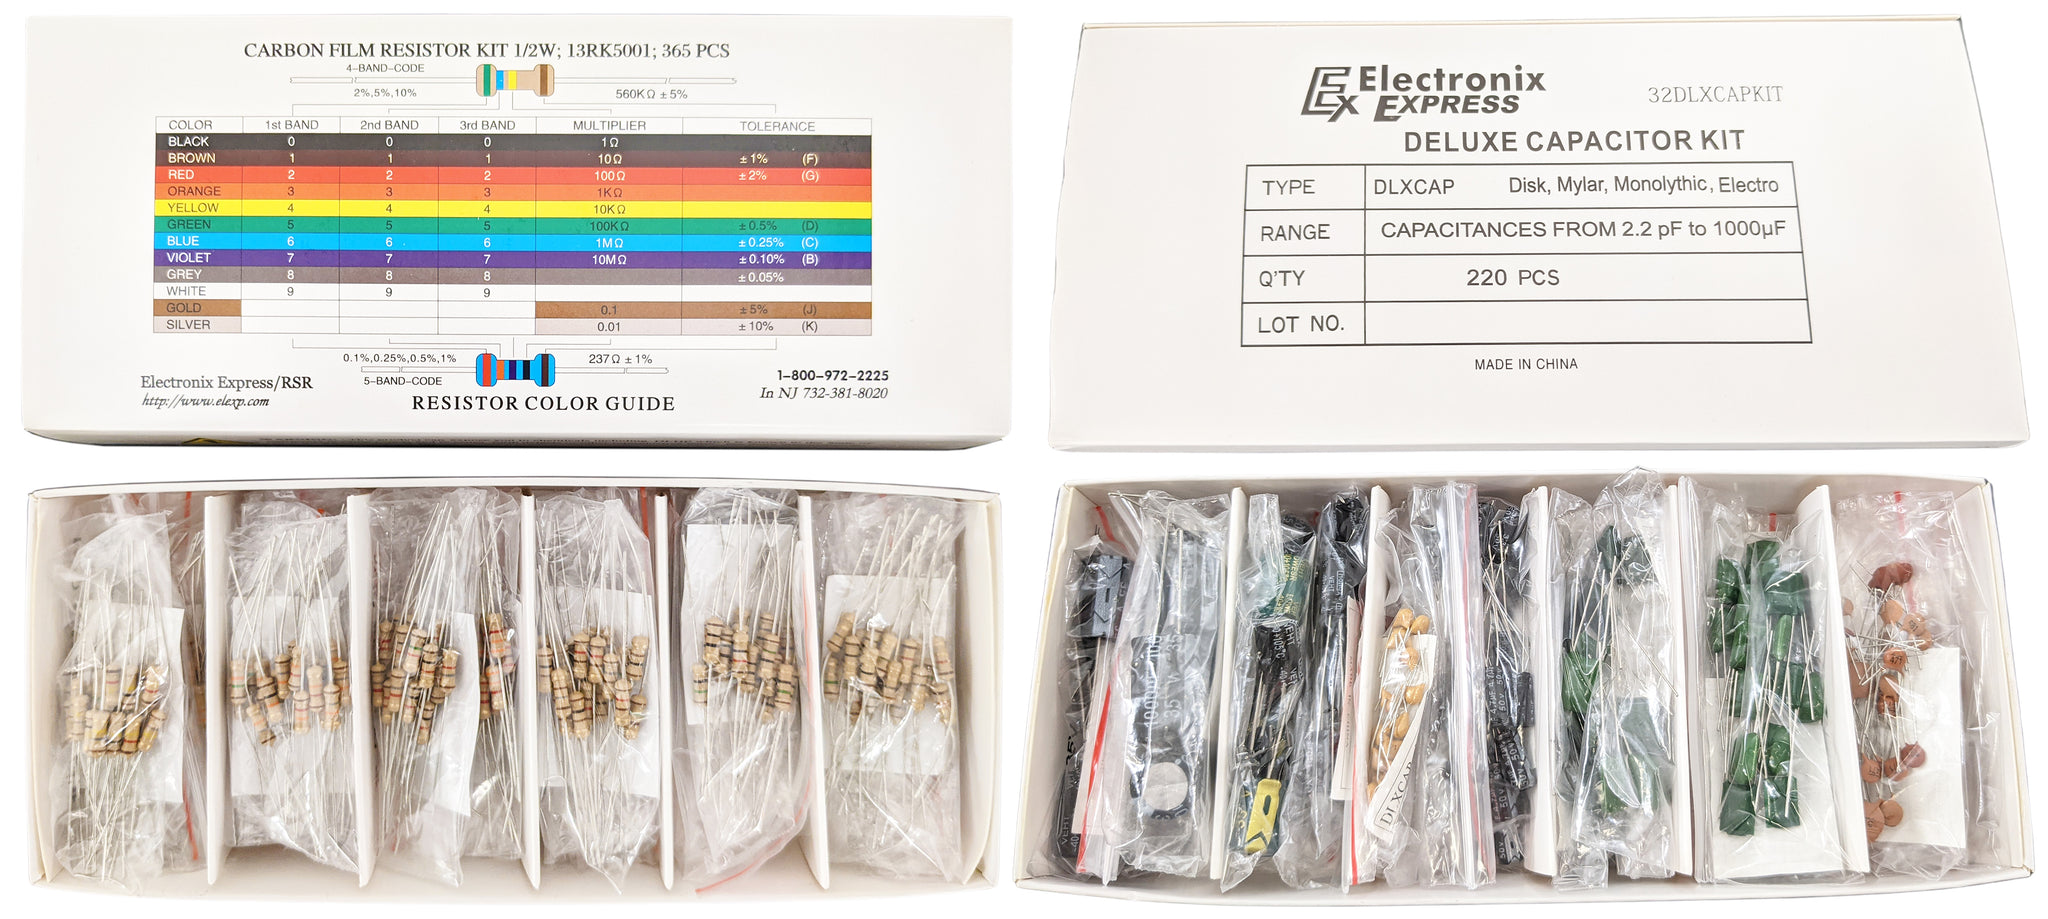 CARBON FILM RESISTOR KIT 1/2W; 13RK5001; 365 PCS
4-BAND-CODE
2%,5%,10%
560KΩ ± 5%
COLOR 1st BAND 2nd BAND 3rd BAND MULTIPLIER TOLERANCE
BLACK 0 0 0 1Ω
BROWN 1 1 1 10Ω ± 1% (F)
RED 2 2 2 100Ω ± 2% (G)
ORANGE 3 3 3 1KΩ
YELLOW 4 4 4 10KΩ
GREEN 5 5 5 100KΩ ± 0.5% (D)
BLUE 6 6 6 1MΩ ± 0.25% (C)
VIOLET 7 7 7 10MΩ ± 0.10% (B)
GREY 8 8 8 ± 0.05%
WHITE 9 9 9
GOLD 0.1 ± 5% (J)
SILVER 0.01 ± 10% (K)
0.1%,0.25%,0.5%,1%
237Ω ± 1%
5-BAND-CODE
Electronix Express/RSR
http://www.elexp.com
RESISTOR COLOR GUIDE
1-800-972-2225
In NJ 732-381-8020
EX Electronix
EXPRESS
32DLXCAPKIT
DELUXE CAPACITOR KIT
TYPE DLXCAP Disk, Mylar, Monolythic, Electro
RANGE CAPACITANCES FROM 2.2 pF to 1000µF
Q'TY 220 PCS
LOT NO.
MADE IN CHINA
DLXCAP